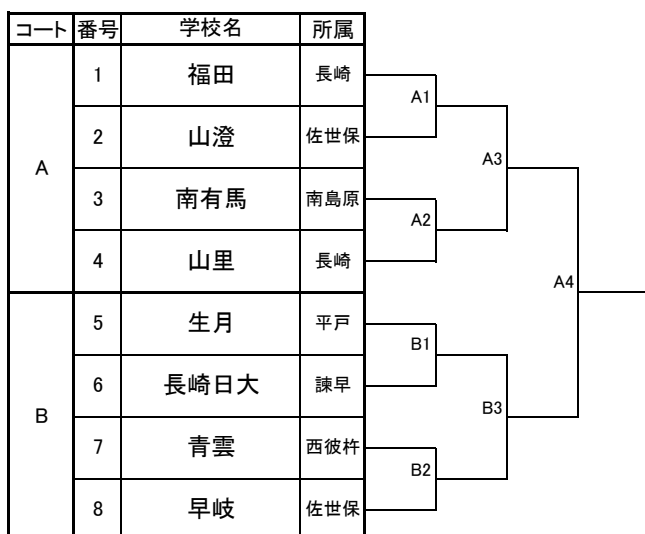 コート 番号 学校名 所属
A
1 福田 長崎
2 山澄 佐世保
3 南有馬 南島原
4 山里 長崎
B
5 生月 平戸
6 長崎日大 諫早
7 青雲 西彼杵
8 早岐 佐世保
A1
A2
A3
A4
B1
B2
B3